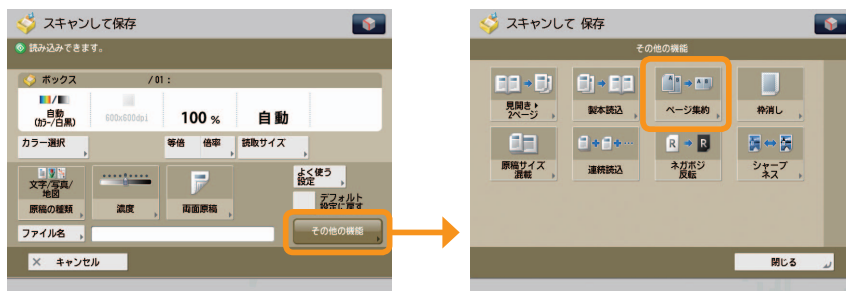 スキャンして保存
読み込みできます。
ボックス / 01 :
自動
(カラー/白黒)
600x600dpi
100 %
自動
カラー選択
等倍
倍率
読取サイズ
文字/写真/
地図
原稿の種類
濃度
両面原稿
よく使う
設定
デフォルト
設定に戻す
ファイル名
その他の機能
× キャンセル
スキャンして 保存
その他の機能
見開き▸
2ページ
製本読込
ページ集約
枠消し
原稿サイズ
混載
連続読込
ネガポジ
反転
シャープ
ネス
閉じる